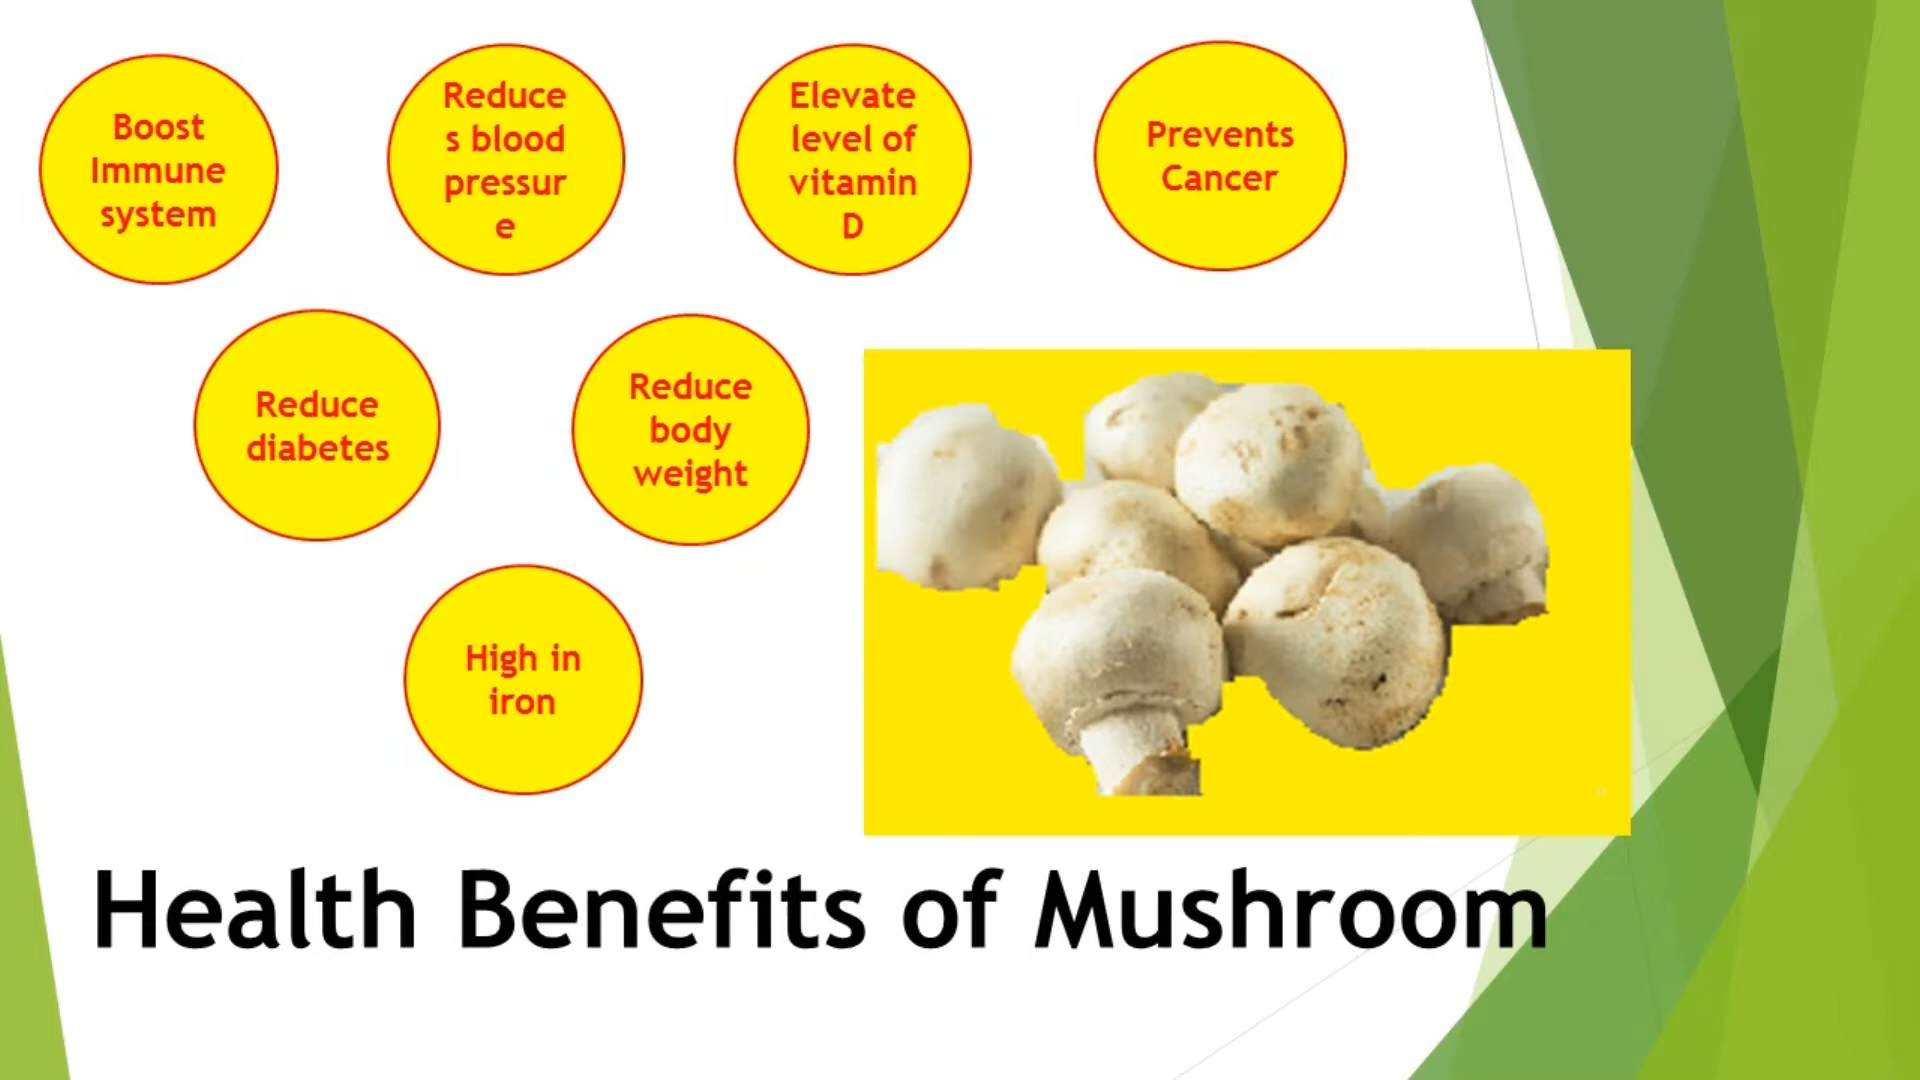 Boost
Immune
system
Reduce
s blood
pressur
e
Elevate
level of
vitamin
D
Prevents
Cancer
Reduce
diabetes
Reduce
body
weight
High in
iron
Health Benefits of Mushroom